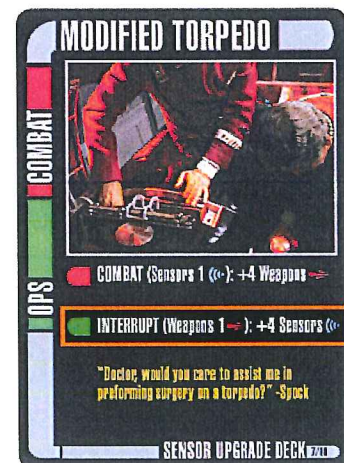 MODIFIED TORPEDO
COMBAT
OPS
COMBAT (Sensors 1 ): +4 Weapons
INTERRUPT (Weapons 1 ): +4 Sensors
"Doctor, would you care to assist me in
preforming surgery on a torpedo?" -Spock
SENSOR UPGRADE DECK 7/10